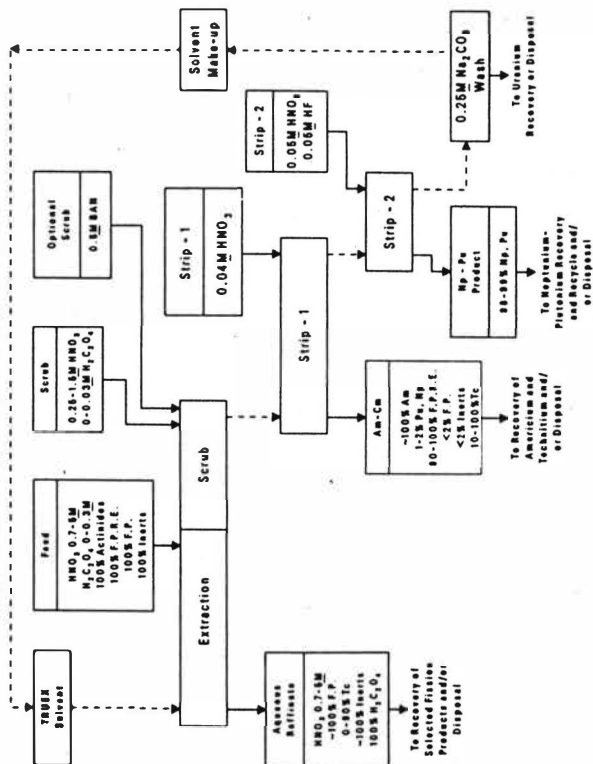 TRUEX
Solvent
Feed
HNO3 0.7-6M
H2C2O4 0-0.3M
100% Actinides
100% F.P.R.E.
100% F.P.
100% Inerts
Scrub
0.25-1.5M HNO3
0-0.03M H2C2O4
Optional
Scrub
0.5M BAN
Solvent
Make-up
Extraction
Scrub
Strip - 1
0.04M HNO3
Strip - 2
0.05M HNO3
0.05M HF
Strip - 1
Strip - 2
0.25M Na2CO3
Wash
Aqueous
Raffinate
HNO3 0.7-6M
~100% F.P.
0-90% Tc
~100% Inerts
100% H2C2O4
To Recovery of
Selected Fission
Products and/or
Disposal
Am-Cm
~100% Am
1-2% Pu, Np
90-100% F.P.R.E.
<2% F.P.
<2% Inerts
10-100% Tc
To Recovery of
Americium and
Technitium and/
or Disposal
Np - Pu
Product
98-99% Np, Pu
To Neptunium-
Plutonium Recovery
and Recycle and/
or Disposal
To Uranium
Recovery or Disposal